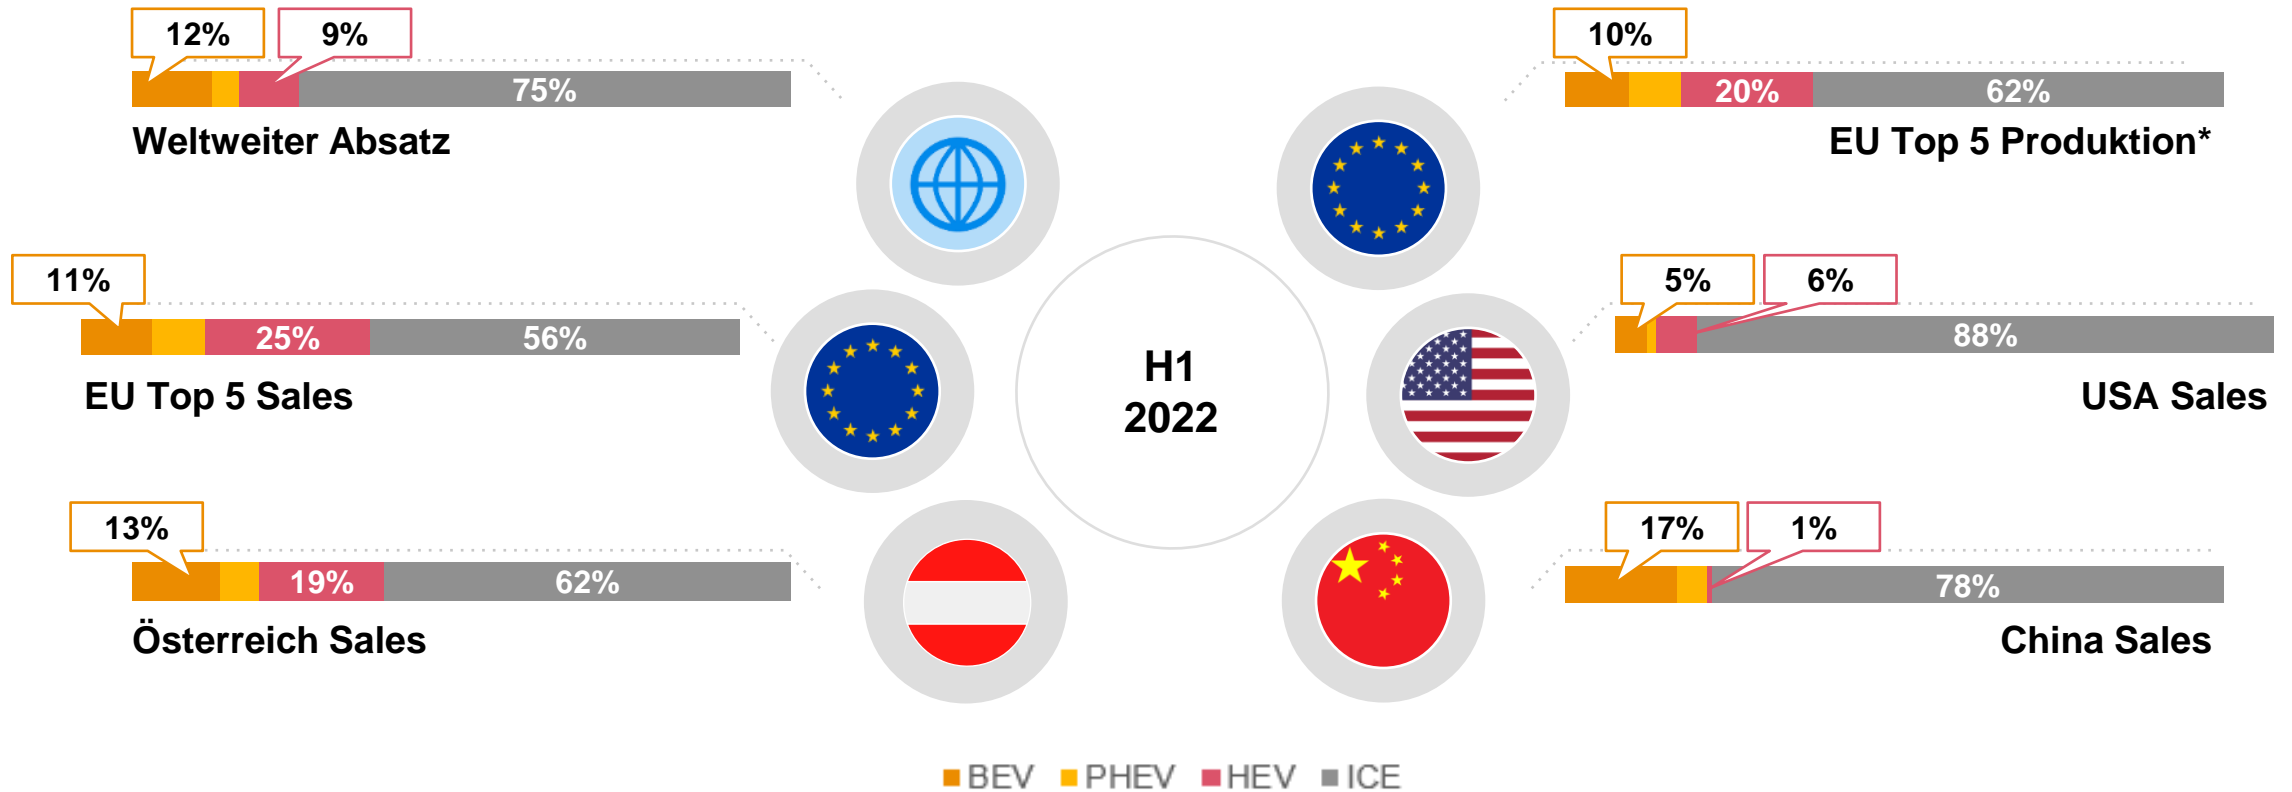 12% 9%
75%
Weltweiter Absatz
10%
20% 62%
EU Top 5 Produktion*
11%
25% 56%
EU Top 5 Sales
H1
2022
5% 6%
88%
USA Sales
13%
19% 62%
Österreich Sales
17% 1%
78%
China Sales
BEV PHEV HEV ICE